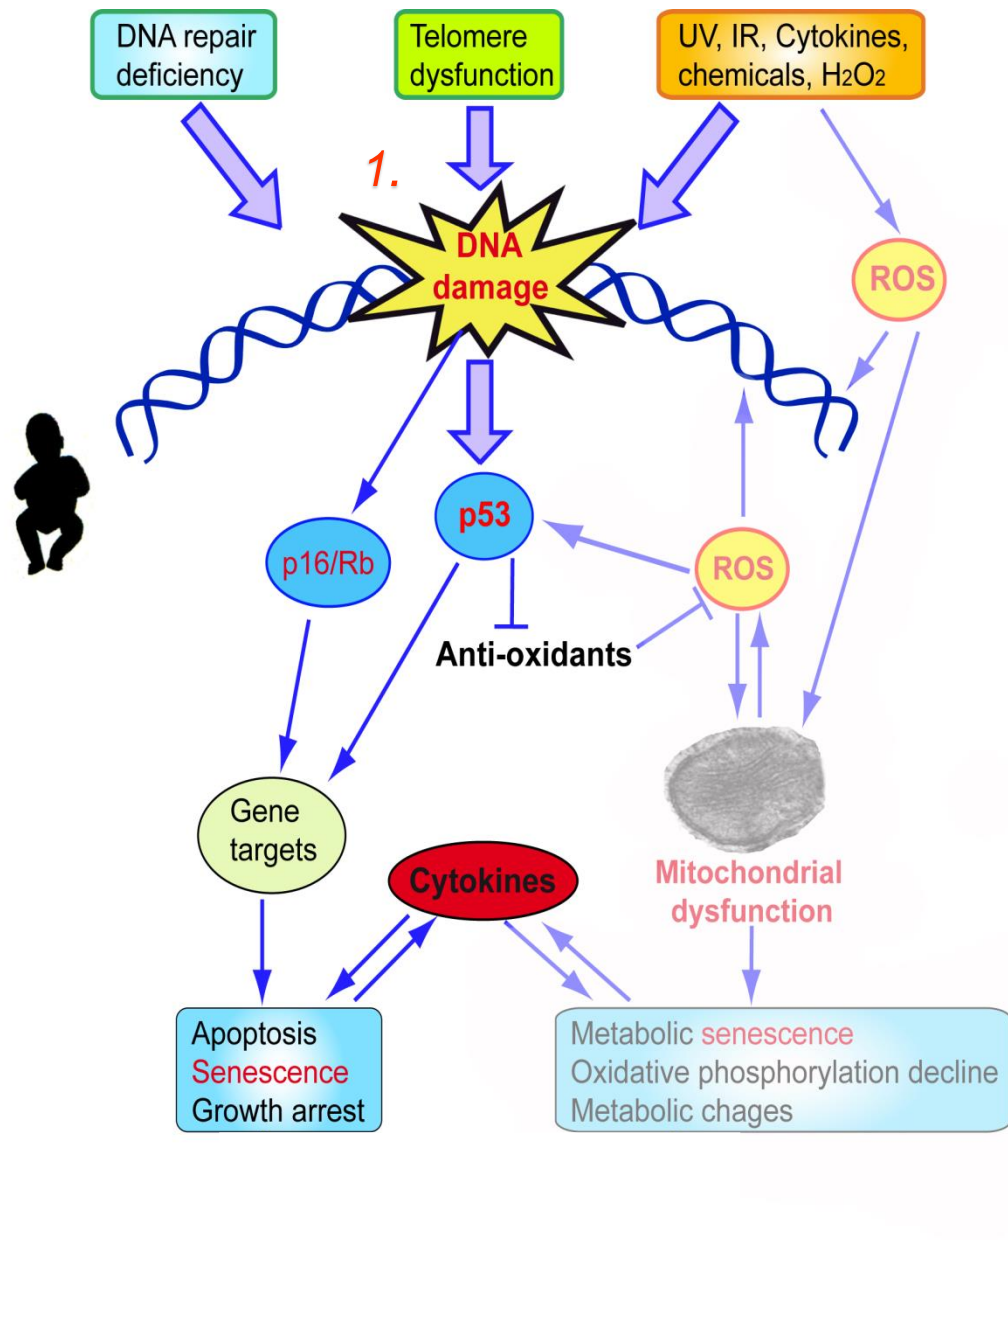 DNA repair
deficiency
Telomere
dysfunction
UV, IR, Cytokines,
chemicals, H2O2
1.
DNA
damage
ROS
p53
p16/Rb
ROS
Anti-oxidants
Gene
targets
Cytokines
Mitochondrial
dysfunction
Apoptosis
Senescence
Growth arrest
Metabolic senescence
Oxidative phosphorylation decline
Metabolic chages